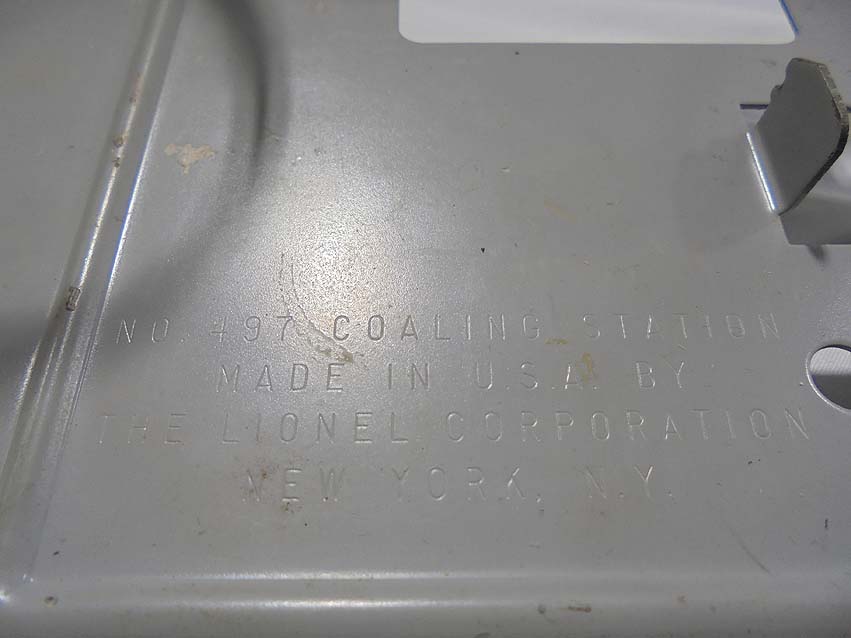 NO. 497 COALING STATION
MADE IN U.S.A. BY
THE LIONEL CORPORATION
NEW YORK, N.Y.